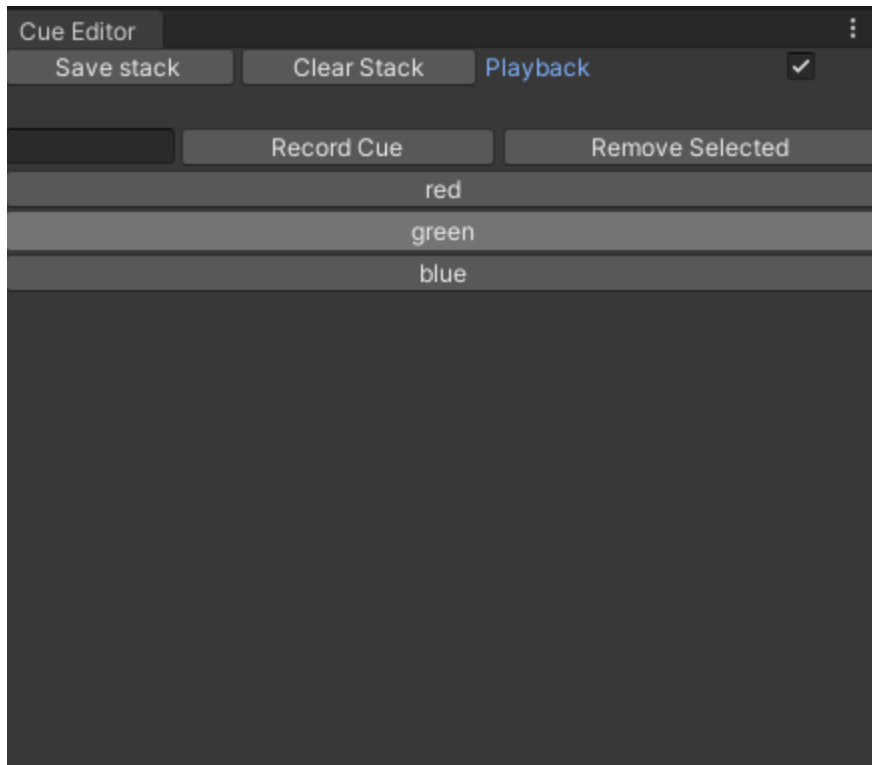 Cue Editor
Save stack Clear Stack Playback
Record Cue Remove Selected
red
green
blue